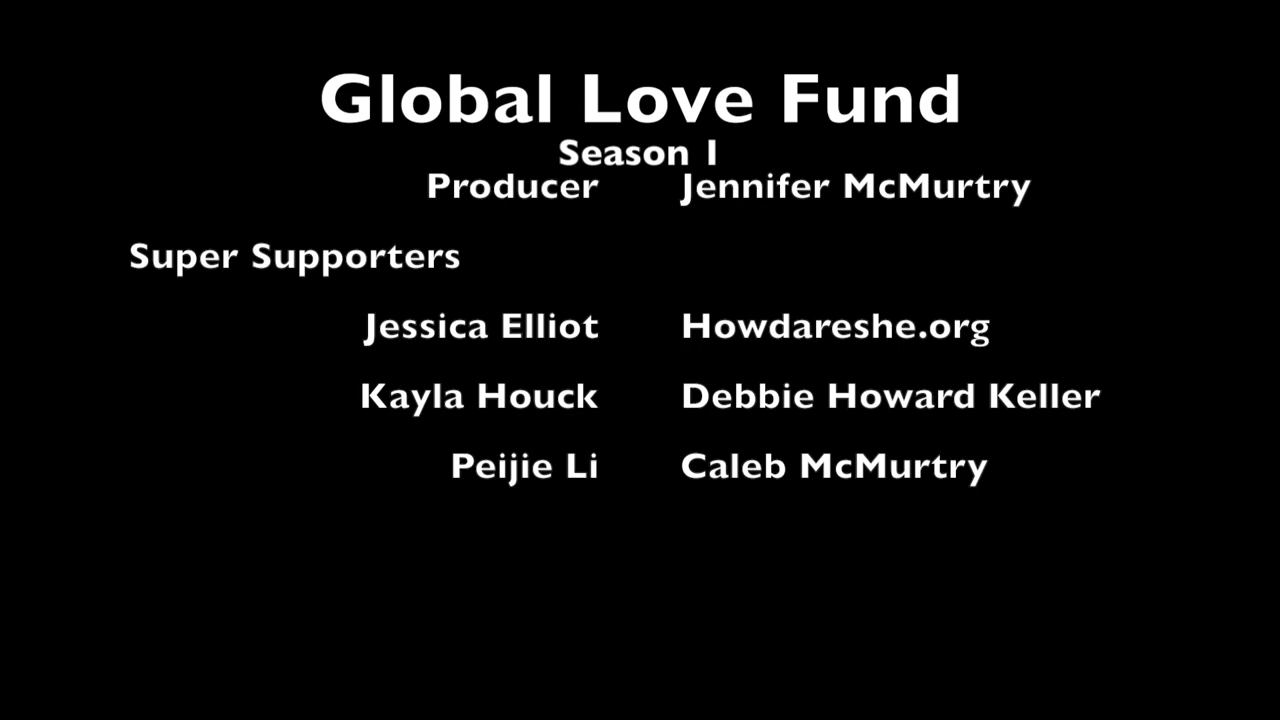 Global Love Fund
Season 1
Producer Jennifer McMurtry
Super Supporters
Jessica Elliot Howdareshe.org
Kayla Houck Debbie Howard Keller
Peijie Li Caleb McMurtry